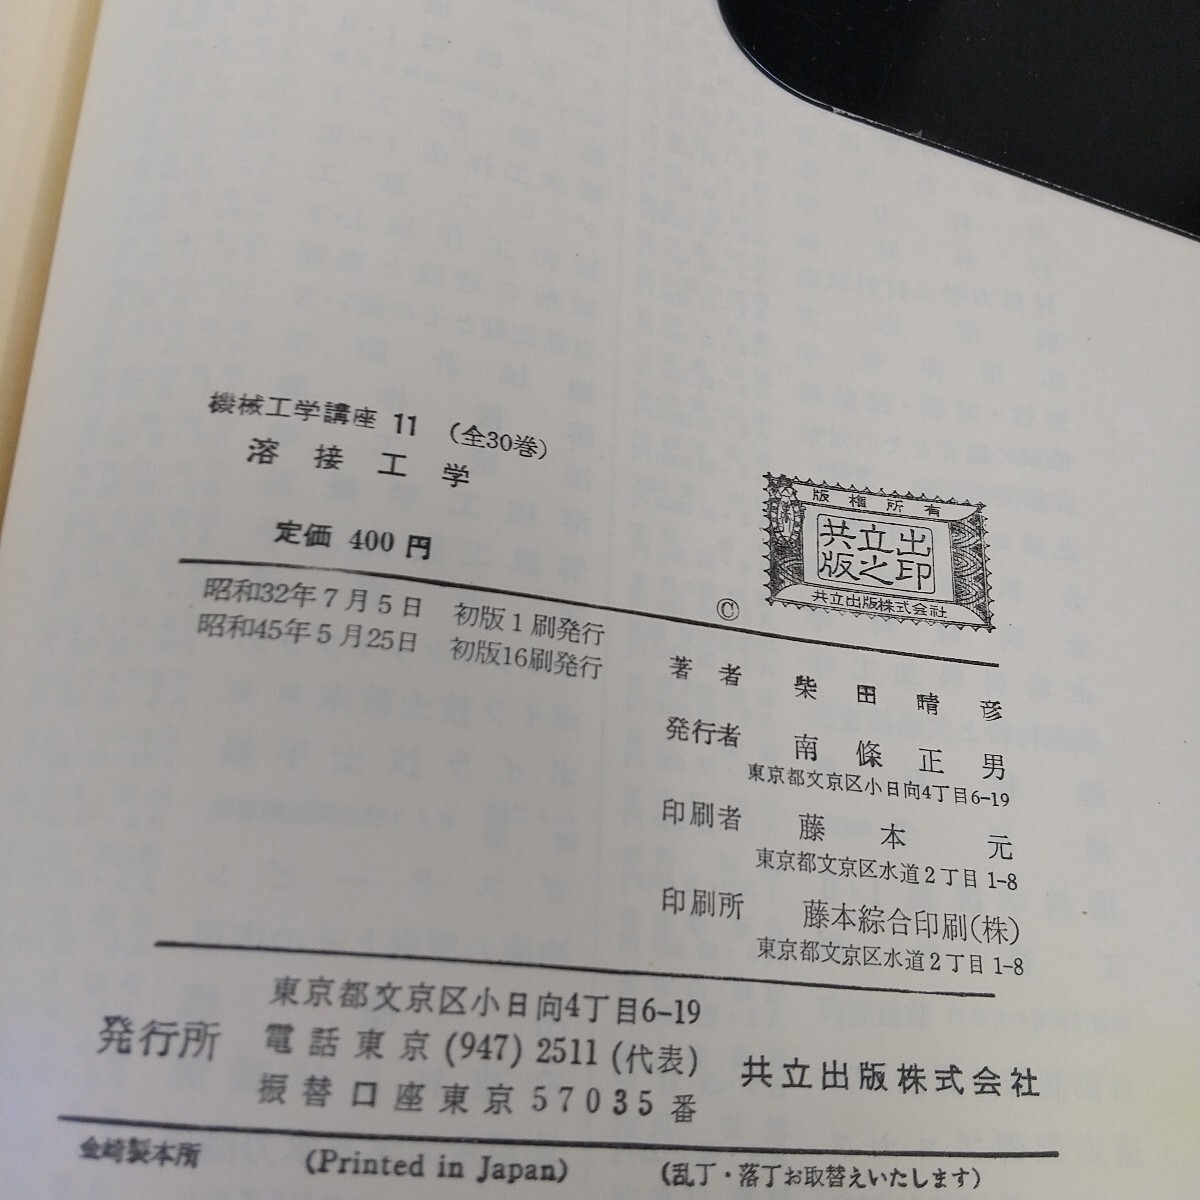 機械工学講座 11 (全30巻)
溶接工学
定価 400 円
昭和32年7月5日 初版1刷発行
昭和45年5月25日 初版16刷発行
©
版権所有
共立出
版之印
共立出版株式会社
著者 柴田晴彦
発行者 南條正男
東京都文京区小日向4丁目6-19
印刷者 藤本元
東京都文京区水道2丁目1-8
印刷所 藤本綜合印刷(株)
東京都文京区水道2丁目1-8
発行所
東京都文京区小日向4丁目6-19
電話東京(947)2511(代表)
振替口座東京57035番
共立出版株式会社
金崎製本所 (Printed in Japan) (乱丁・落丁お取替えいたします)